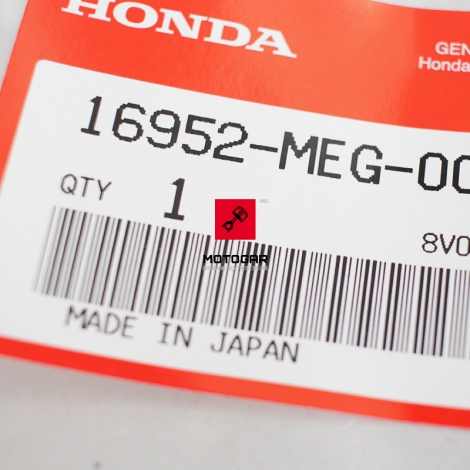 HONDA
GEN
Honda
16952-MEG-00
QTY 1
8V0
MOTOGAR
MADE IN JAPAN